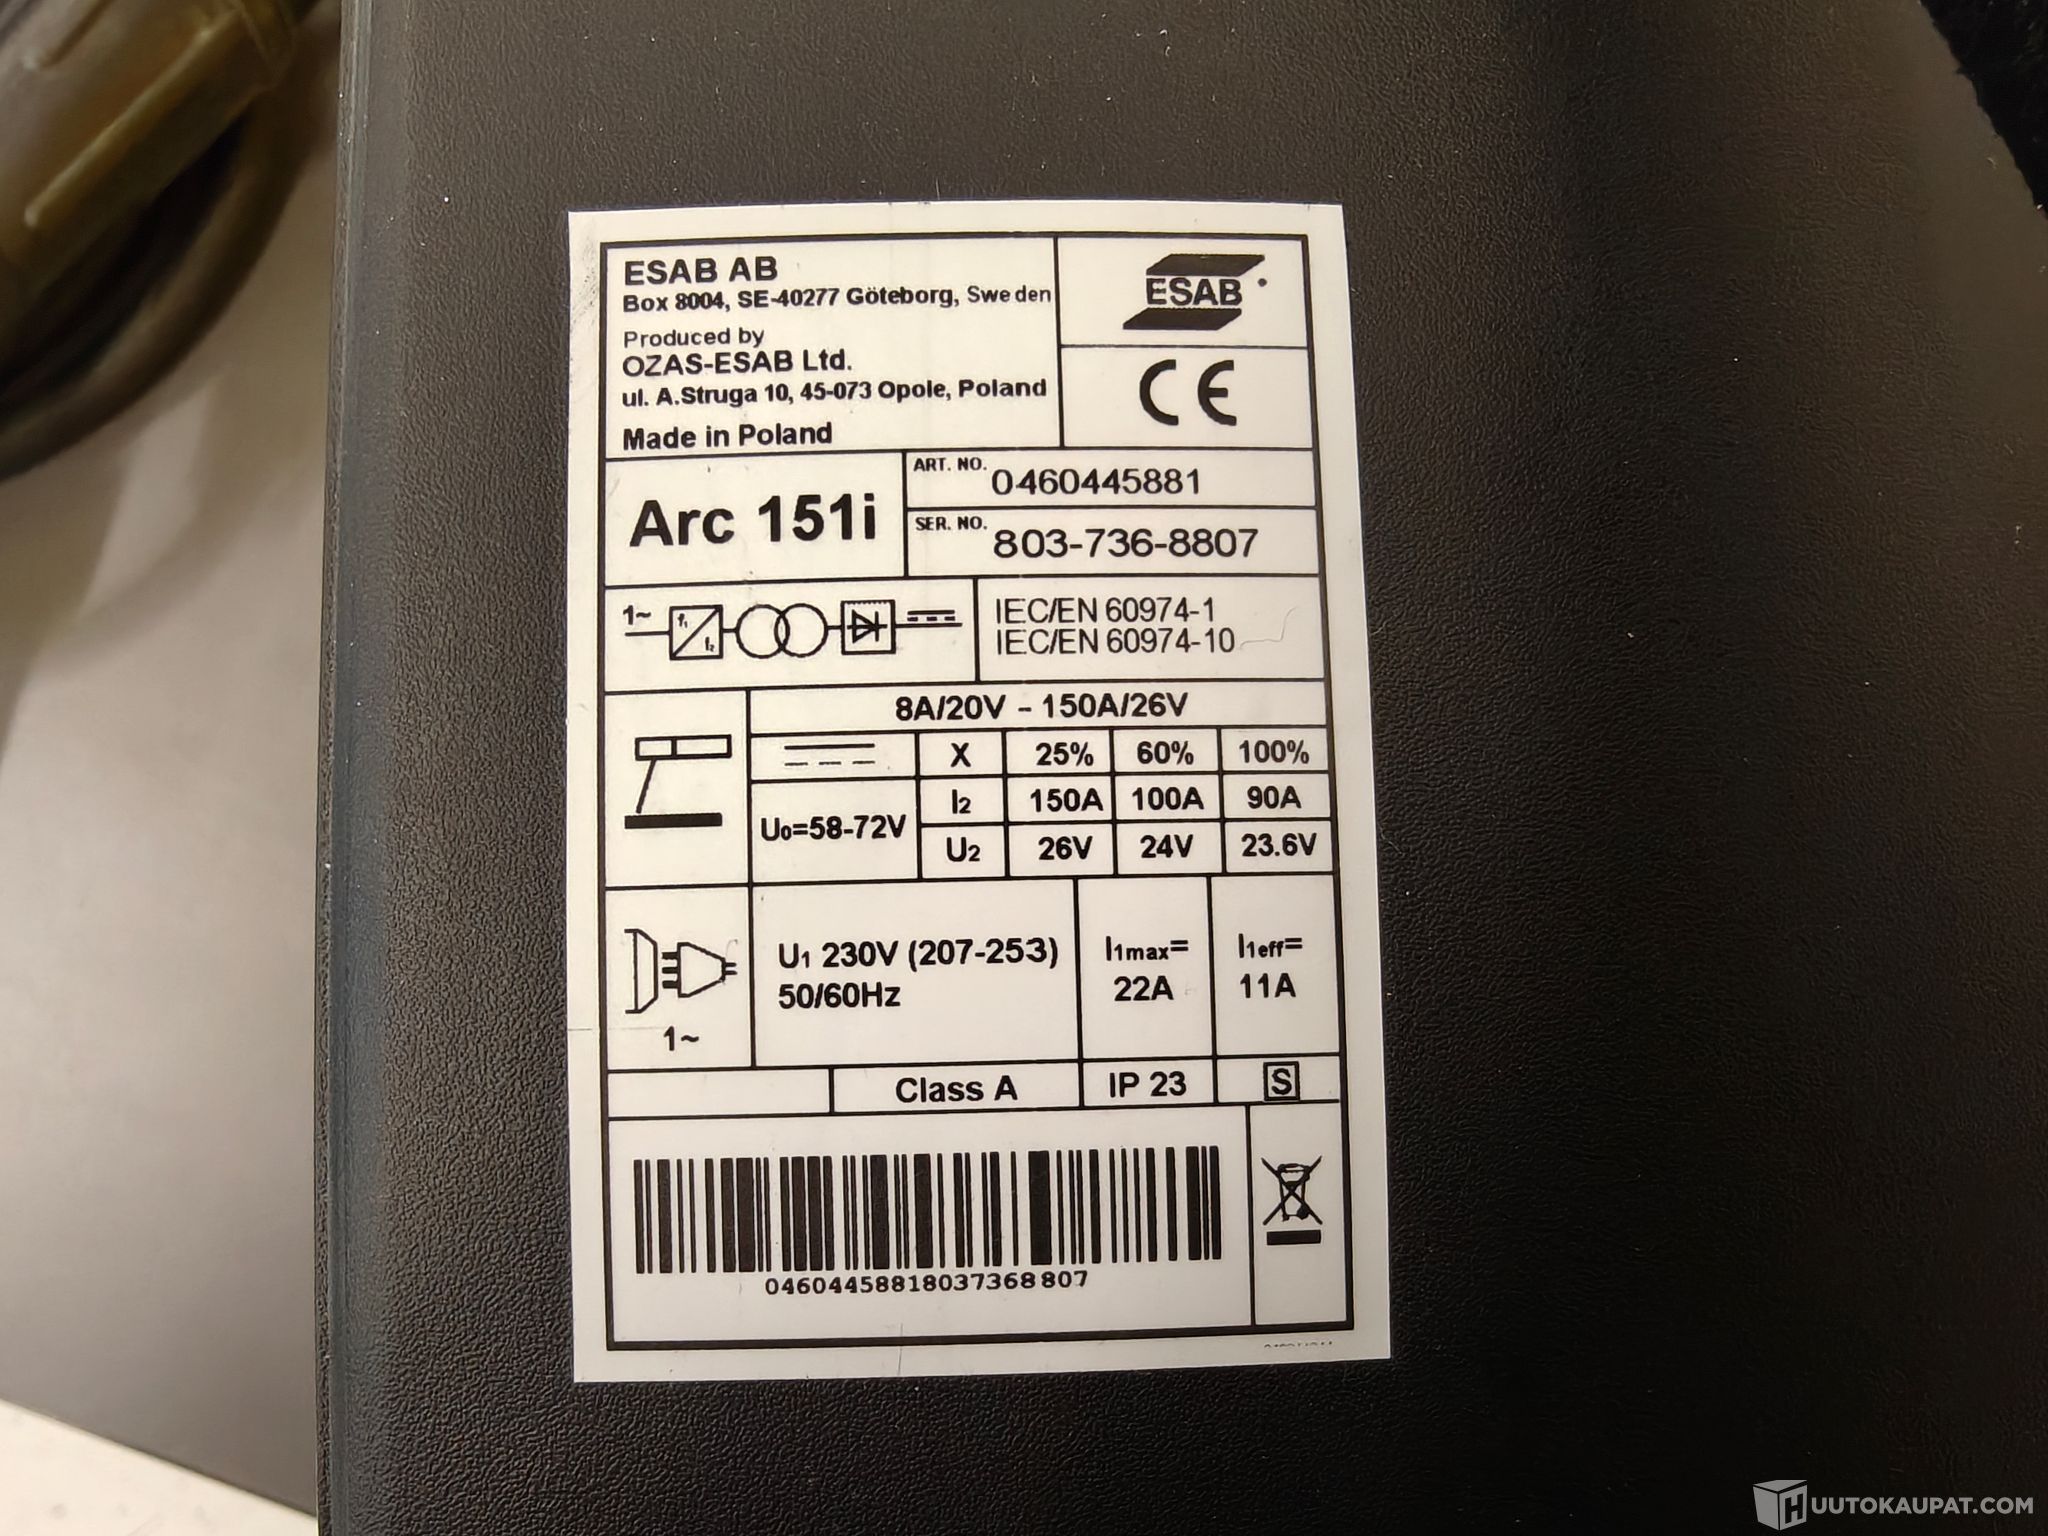 ESAB AB
Box 8004, SE-40277 Göteborg, Sweden
Produced by
OZAS-ESAB Ltd.
ul. A.Struga 10, 45-073 Opole, Poland
Made in Poland
ESAB
CE
Arc 151i
ART. NO. 0460445881
SER. NO. 803-736-8807
1~
f1
f2
IEC/EN 60974-1
IEC/EN 60974-10
8A/20V - 150A/26V
X 25% 60% 100%
I2 150A 100A 90A
U0=58-72V
U2 26V 24V 23.6V
U1 230V (207-253)
50/60Hz
I1max=
22A
I1eff=
11A
1~
Class A IP 23 S
04604458818037368807
HUUTOKAUPAT.COM